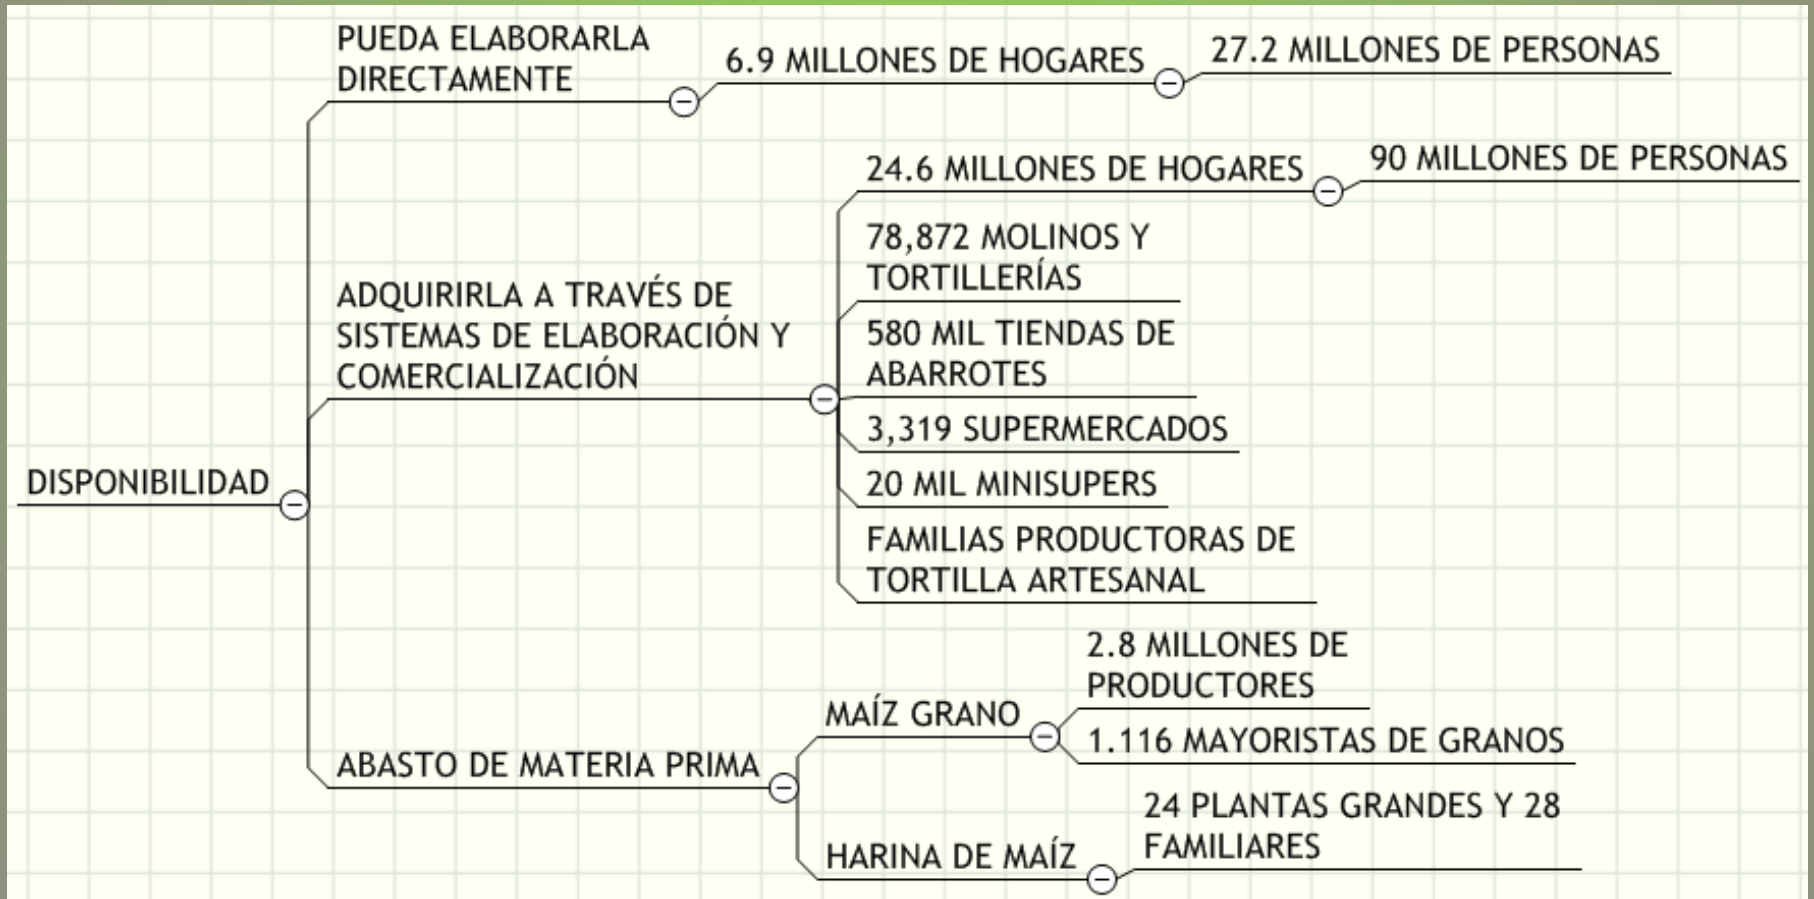 PUEDA ELABORARLA
DIRECTAMENTE
6.9 MILLONES DE HOGARES
27.2 MILLONES DE PERSONAS
ADQUIRIRLA A TRAVÉS DE
SISTEMAS DE ELABORACIÓN Y
COMERCIALIZACIÓN
24.6 MILLONES DE HOGARES
90 MILLONES DE PERSONAS
78,872 MOLINOS Y
TORTILLERÍAS
580 MIL TIENDAS DE
ABARROTES
3,319 SUPERMERCADOS
20 MIL MINISUPERS
FAMILIAS PRODUCTORAS DE
TORTILLA ARTESANAL
DISPONIBILIDAD
ABASTO DE MATERIA PRIMA
MAÍZ GRANO
2.8 MILLONES DE
PRODUCTORES
1.116 MAYORISTAS DE GRANOS
HARINA DE MAÍZ
24 PLANTAS GRANDES Y 28
FAMILIARES